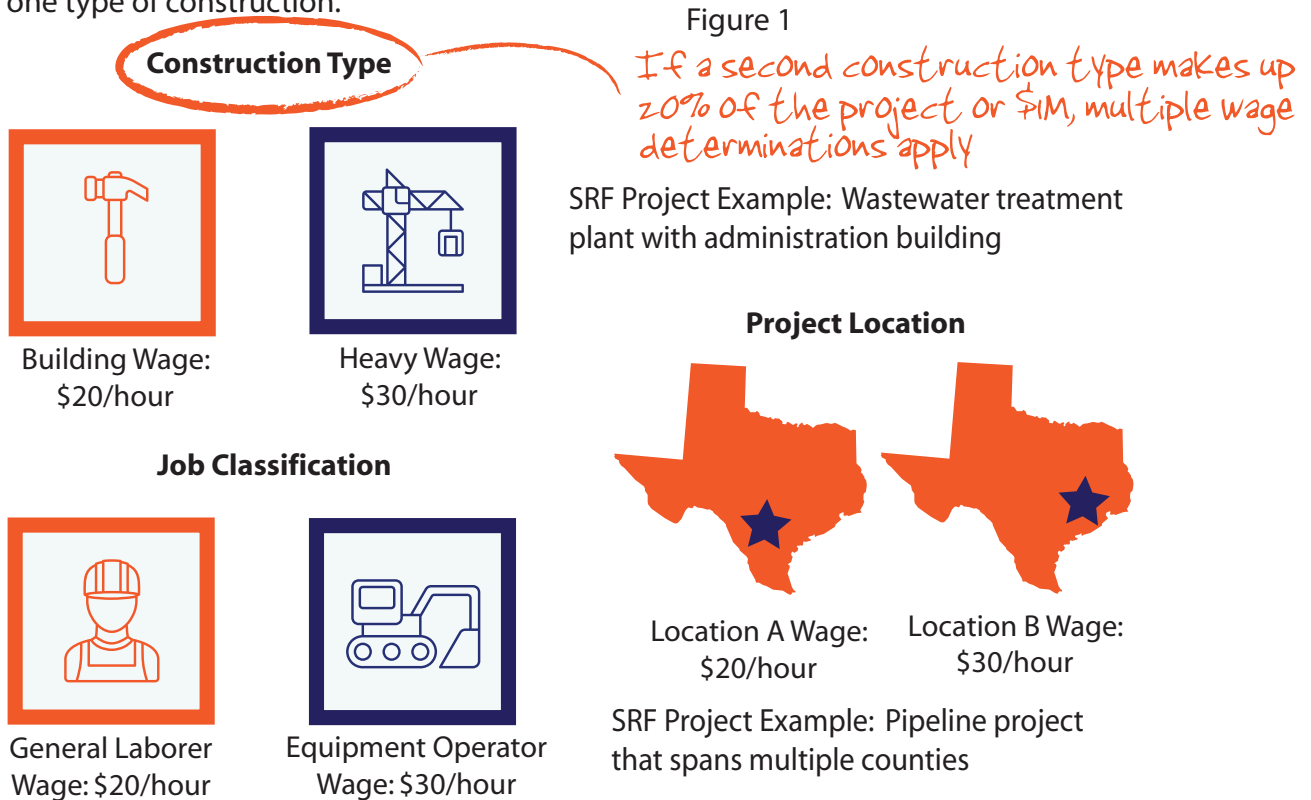 one type of construction.
Figure 1
Construction Type
If a second construction type makes up
20% of the project or $1M, multiple wage
determinations apply
SRF Project Example: Wastewater treatment
plant with administration building
Building Wage:
$20/hour
Heavy Wage:
$30/hour
Project Location
Location A Wage:
$20/hour
Location B Wage:
$30/hour
SRF Project Example: Pipeline project
that spans multiple counties
Job Classification
General Laborer
Wage: $20/hour
Equipment Operator
Wage: $30/hour